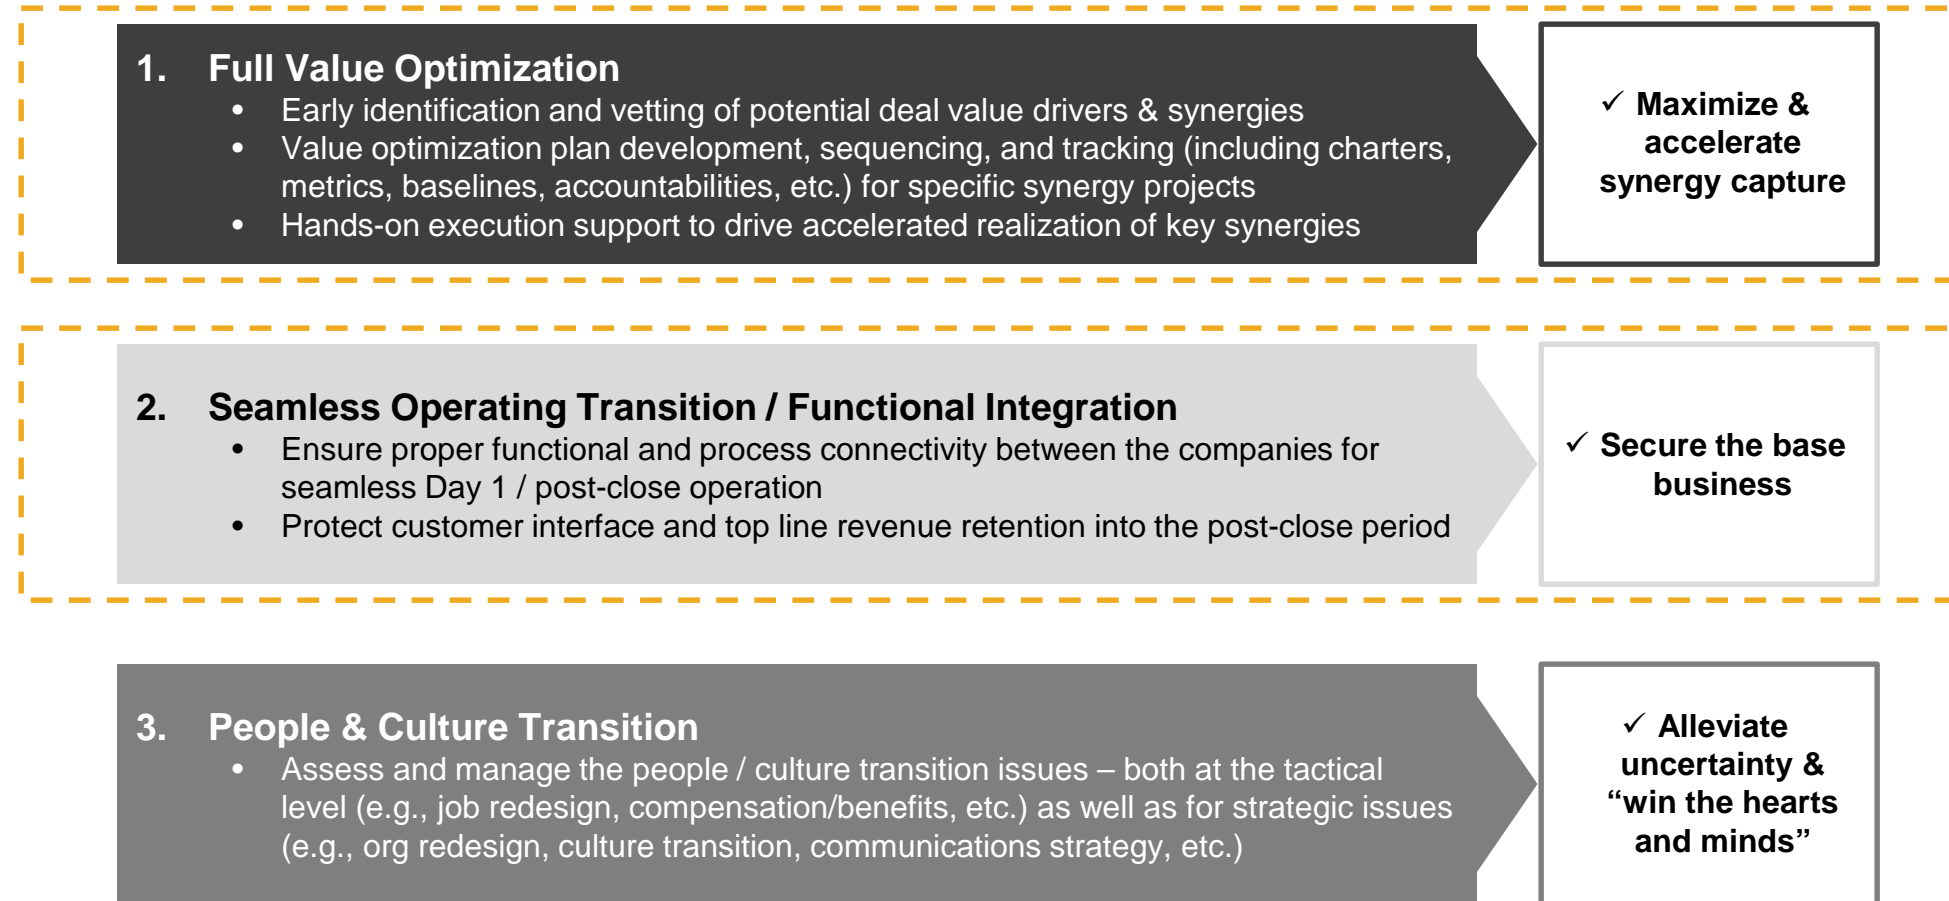 1. Full Value Optimization
• Early identification and vetting of potential deal value drivers & synergies
• Value optimization plan development, sequencing, and tracking (including charters,
metrics, baselines, accountabilities, etc.) for specific synergy projects
• Hands-on execution support to drive accelerated realization of key synergies
✓ Maximize &
accelerate
synergy capture
2. Seamless Operating Transition / Functional Integration
• Ensure proper functional and process connectivity between the companies for
seamless Day 1 / post-close operation
• Protect customer interface and top line revenue retention into the post-close period
✓ Secure the base
business
3. People & Culture Transition
• Assess and manage the people / culture transition issues – both at the tactical
level (e.g., job redesign, compensation/benefits, etc.) as well as for strategic issues
(e.g., org redesign, culture transition, communications strategy, etc.)
✓ Alleviate
uncertainty &
“win the hearts
and minds”